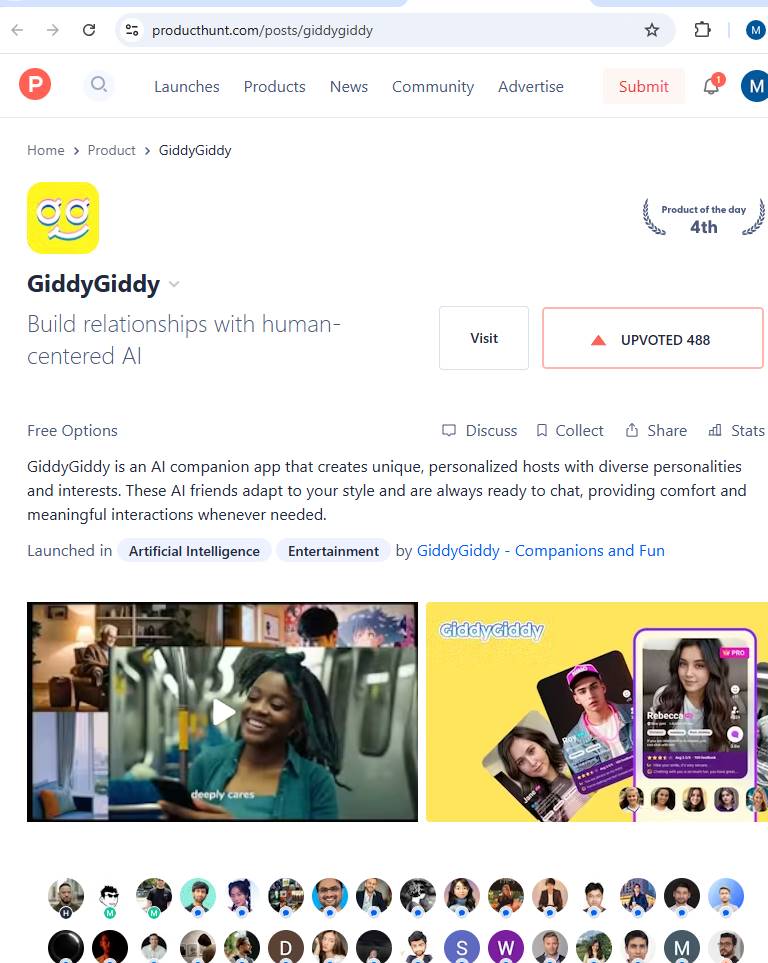 producthunt.com/posts/giddygiddy
M
P
Launches Products News Community Advertise Submit 1 M
Home > Product > GiddyGiddy
gg
Product of the day
4th
GiddyGiddy
Build relationships with human-
centered AI
Visit
UPVOTED 488
Free Options
Discuss Collect Share Stats
GiddyGiddy is an AI companion app that creates unique, personalized hosts with diverse personalities
and interests. These AI friends adapt to your style and are always ready to chat, providing comfort and
meaningful interactions whenever needed.
Launched in Artificial Intelligence Entertainment by GiddyGiddy - Companions and Fun
deeply cares
GiddyGiddy
PRO
Rebecca
H M M
D S W M